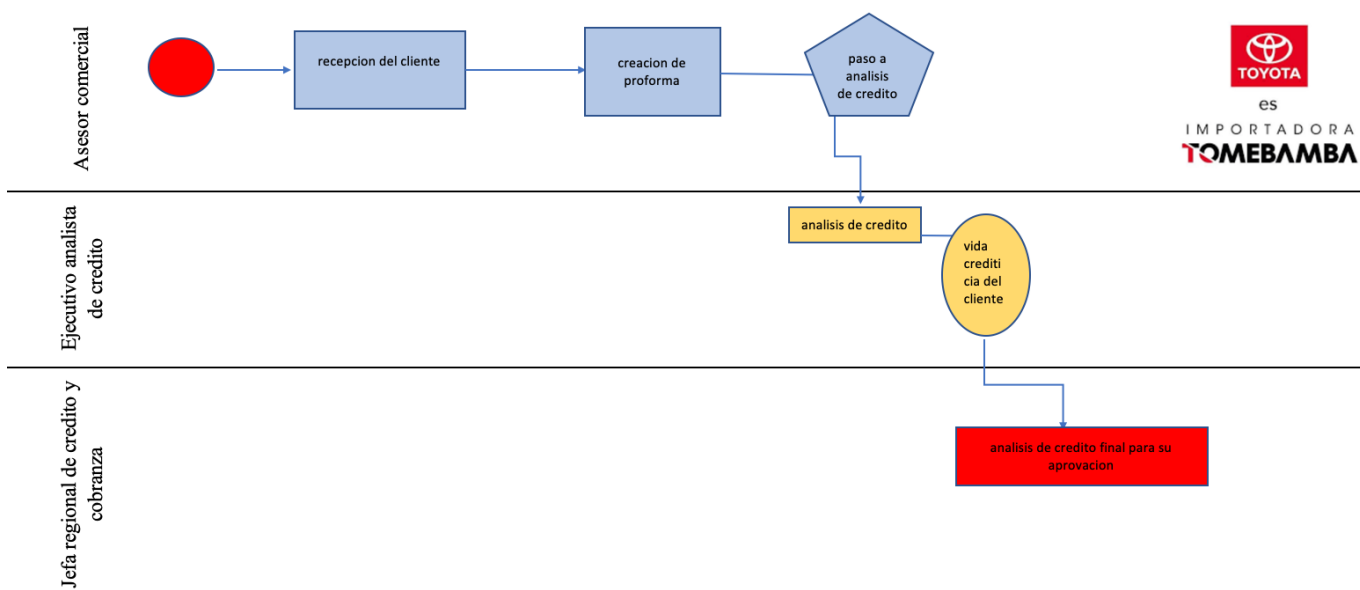 Asesor comercial
recepcion del cliente
creacion de
proforma
paso a
analisis
de credito
TOYOTA
es
IMPORTADORA
TOMEBAMBA
Ejecutivo analista
de credito
analisis de credito
vida
crediti
cia del
cliente
Jefa regional de credito y
cobranza
analisis de credito final para su
aprovacion